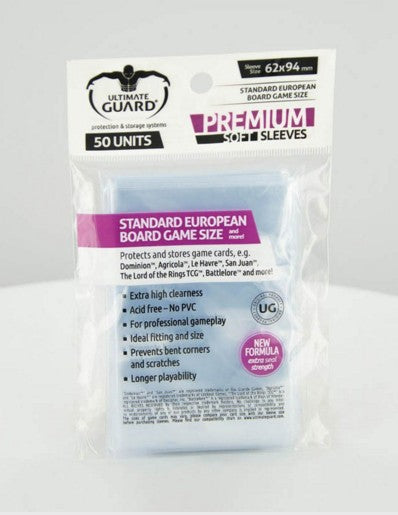 ULTIMATE
GUARD®
protection & storage systems
50 UNITS
Sleeve Size 62x94 mm
STANDARD EUROPEAN
BOARD GAME SIZE
PREMIUM
SOFT SLEEVES
STANDARD EUROPEAN
BOARD GAME SIZE and more!
Protects and stores game cards, e.g.
Dominion™, Agricola™, Le Havre™, San Juan™,
The Lord of the Rings TCG™, Battlelore™ and more!
Extra high clearness
Acid free – No PVC
For professional gameplay
Ideal fitting and size
Prevents bent corners
and scratches
Longer playability
UG
NEW
FORMULA
extra seal
strength